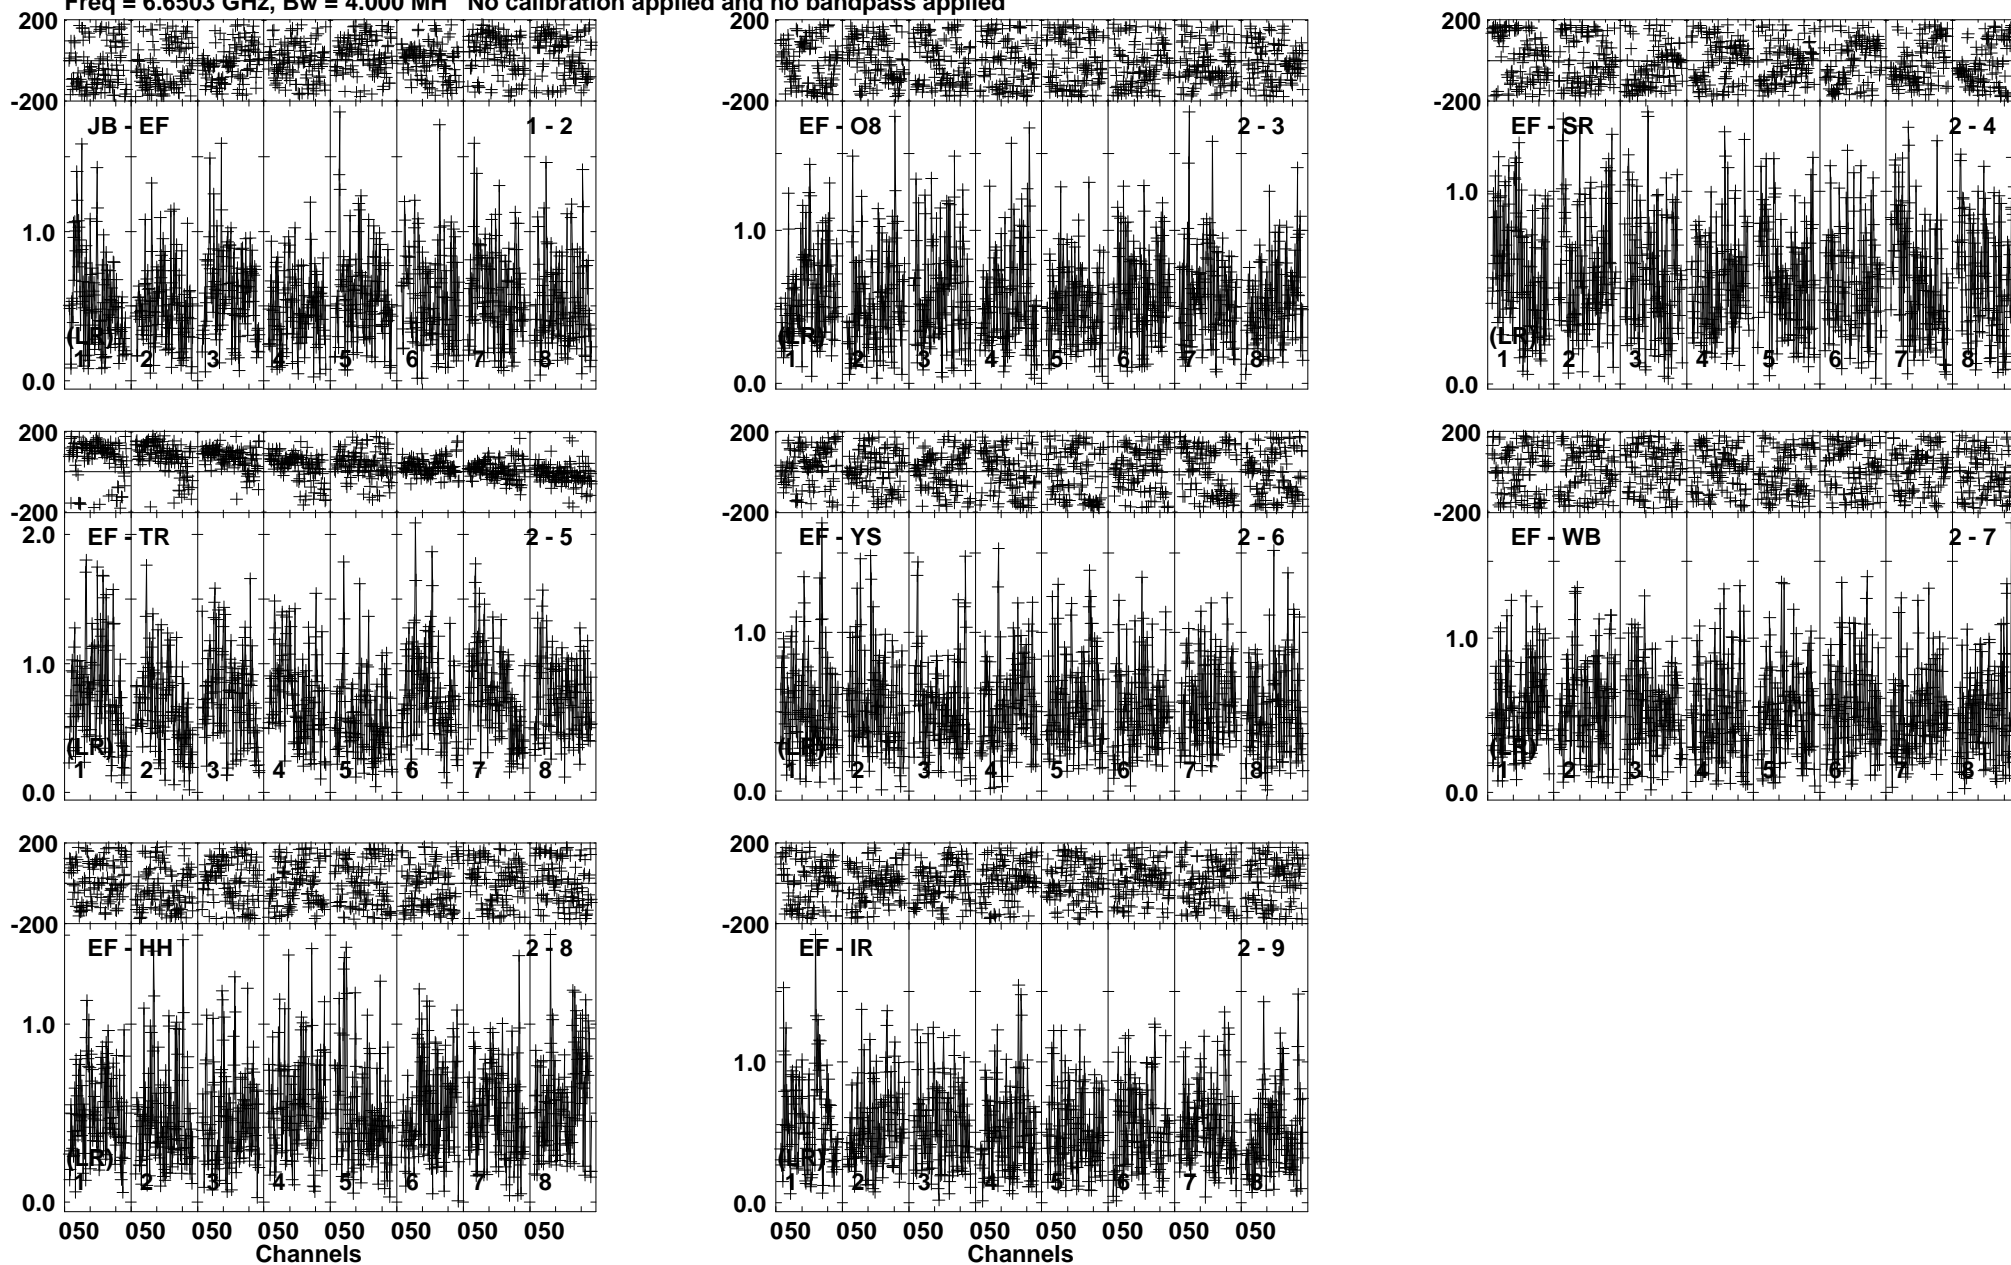 Freq = 6.6503 GHz, Bw = 4.000 MH No calibration applied and no bandpass applied
200
-200
JB - EF
1 - 2
1.0
(LR)
1 2 3 4 5 6 7 8
0.0
200
-200
EF - O8
2 - 3
1.0
(LR)
1 2 3 4 5 6 7 8
0.0
200
-200
EF - SR
2 - 4
1.0
(LR)
1 2 3 4 5 6 7 8
0.0
200
-200
2.0
EF - TR
2 - 5
1.0
(LR)
1 2 3 4 5 6 7 8
0.0
200
-200
EF - YS
2 - 6
1.0
(LR)
1 2 3 4 5 6 7 8
0.0
200
-200
EF - WB
2 - 7
1.0
(LR)
1 2 3 4 5 6 7 8
0.0
200
-200
EF - HH
2 - 8
1.0
(LR)
1 2 3 4 5 6 7 8
0.0
050 050 050 050 050 050 050 050
Channels
200
-200
EF - IR
2 - 9
1.0
(LR)
1 2 3 4 5 6 7 8
0.0
050 050 050 050 050 050 050 050
Channels